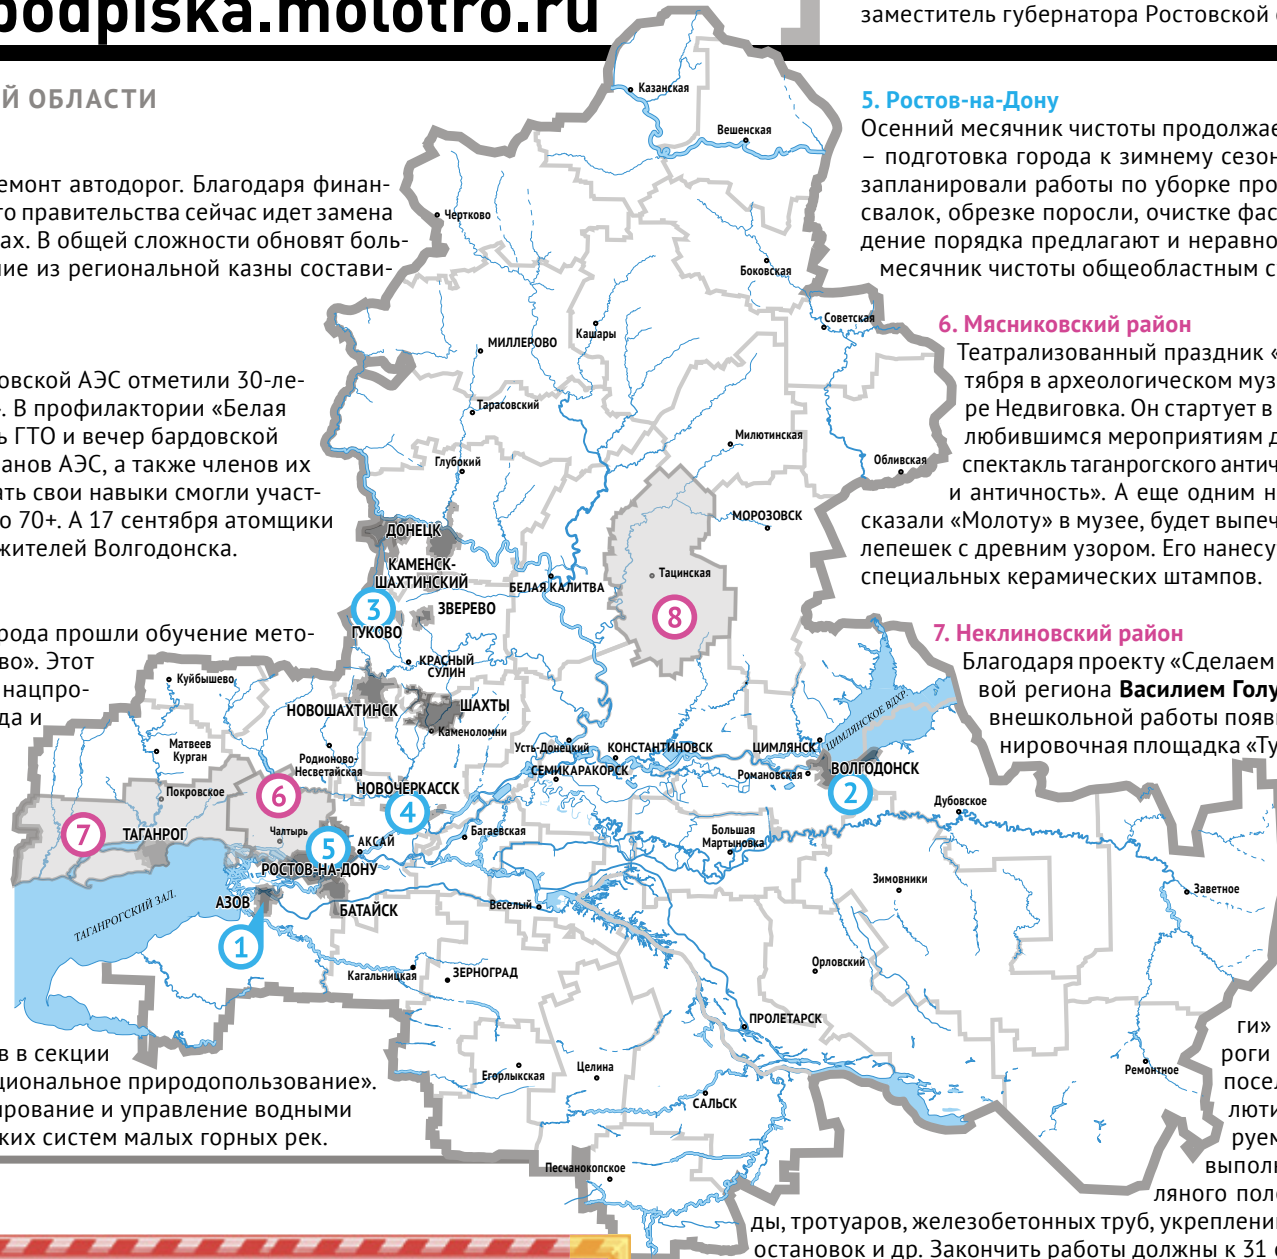 podpiska.molotro.ru
заместитель губернатора Ростовской
Й ОБЛАСТИ
емонт автодорог. Благодаря финан-
го правительства сейчас идет замена
ах. В общей сложности обновят боль-
ние из региональной казны состави-
овской АЭС отметили 30-ле-
». В профилактории «Белая
ь ГТО и вечер бардовской
ранов АЭС, а также членов их
ать свои навыки смогли участ-
о 70+. А 17 сентября атомщики
жителей Волгодонска.
рода прошли обучение мето-
во». Этот
нацпро-
да и
в в секции
циональное природопользование».
ирование и управление водными
ких систем малых горных рек.
5. Ростов-на-Дону
Осенний месячник чистоты продолжае
– подготовка города к зимнему сезон
запланировали работы по уборке про
свалок, обрезке поросли, очистке фас
дение порядка предлагают и неравно
месячник чистоты общеобластным с
6. Мясниковский район
Театрализованный праздник «
тября в археологическом муз
ре Недвиговка. Он стартует в
любившимся мероприятиям д
спектакль таганрогского антич
и античность». А еще одним н
сказали «Молоту» в музее, будет выпеч
лепешек с древним узором. Его нанесу
специальных керамических штампов.
7. Неклиновский район
Благодаря проекту «Сделаем
вой региона Василием Голу
внешкольной работы появи
нировочная площадка «Ту
ги»
роги
посел
люти
руем
выполн
ляного поло
ды, тротуаров, железобетонных труб, укреплени
остановок и др. Закончить работы должны к 31
Казанская
Вешенская
Чертково
Боковская
Советская
Кашары
МИЛЛЕРОВО
Тарасовский
Милютинская
Глубокий
Обливская
МОРОЗОВСК
ДОНЕЦК
КАМЕНСК-
ШАХТИНСКИЙ
БЕЛАЯ КАЛИТВА
Тацинская
3
ЗВЕРЕВО
8
ГУКОВО
КРАСНЫЙ
СУЛИН
Куйбышево
НОВОШАХТИНСК
ШАХТЫ
Каменоломни
ЦИМЛЯНСКОЕ ВДХР.
Матвеев
Курган
Родионово-
Несветайская
Усть-Донецкий
КОНСТАНТИНОВСК
ЦИМЛЯНСК
СЕМИКАРАКОРСК
Романовская
ВОЛГОДОНСК
Покровское
6
НОВОЧЕРКАССК
4
2
Дубовское
7
ТАГАНРОГ
Чалтырь
5
АКСАЙ
Багаевская
Большая
Мартыновка
РОСТОВ-НА-ДОНУ
Зимовники
Заветное
АЗОВ
БАТАЙСК
Веселый
ТАГАНРОГСКИЙ ЗАЛ.
1
Кагальницкая
ЗЕРНОГРАД
Орловский
ПРОЛЕТАРСК
Егорлыкская
Целина
Ремонтное
САЛЬСК
Песчанокопское